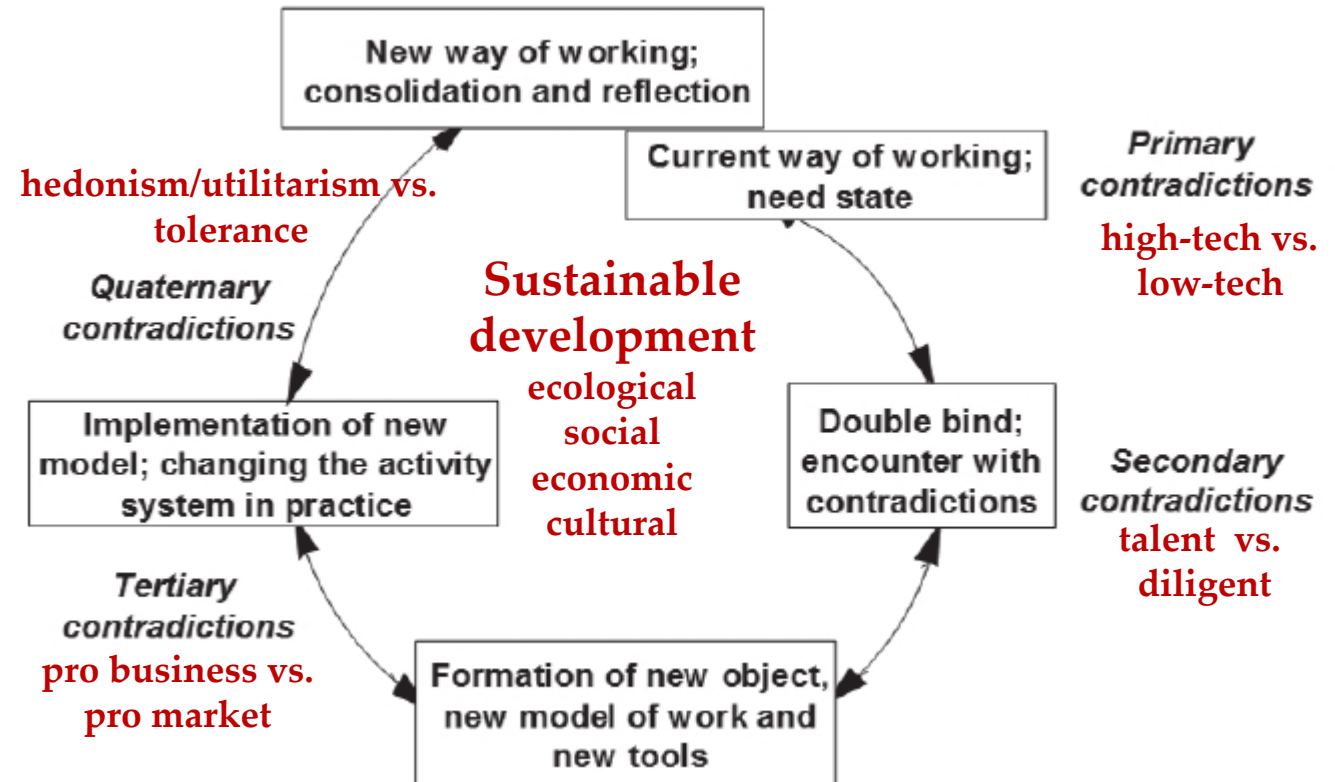 New way of working;
consolidation and reflection
Current way of working;
need state
Primary
contradictions
high-tech vs.
low-tech
hedonism/utilitarism vs.
tolerance
Quaternary
contradictions
Sustainable
development
ecological
social
economic
cultural
Implementation of new
model; changing the activity
system in practice
Double bind;
encounter with
contradictions
Secondary
contradictions
talent vs.
diligent
Tertiary
contradictions
pro business vs.
pro market
Formation of new object,
new model of work and
new tools